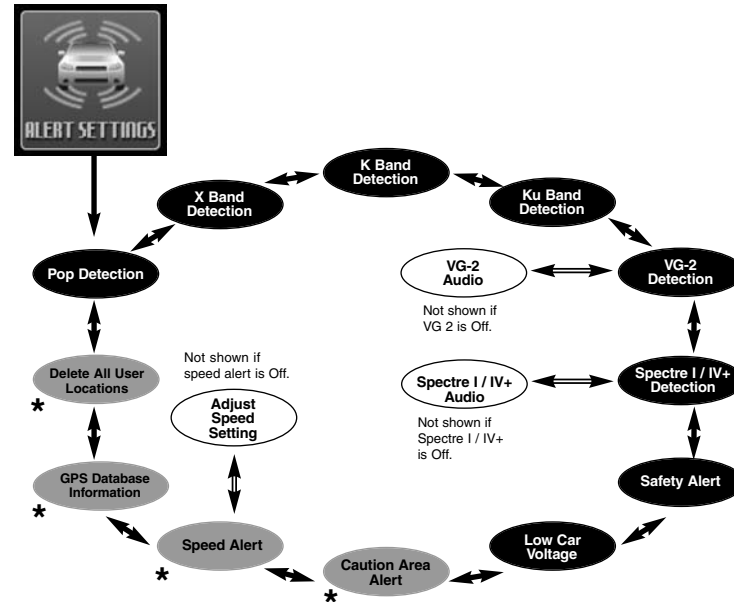 ALERT SETTINGS
K Band
Detection
X Band
Detection
Ku Band
Detection
Pop Detection
VG-2
Audio
VG-2
Detection
Not shown if
VG 2 is Off.
Delete All User
Locations
*
Not shown if
speed alert is Off.
Adjust
Speed
Setting
Spectre I / IV+
Audio
Spectre I / IV+
Detection
Not shown if
Spectre I / IV+
is Off.
GPS Database
Information
*
Safety Alert
Speed Alert
*
Low Car
Voltage
Caution Area
Alert
*